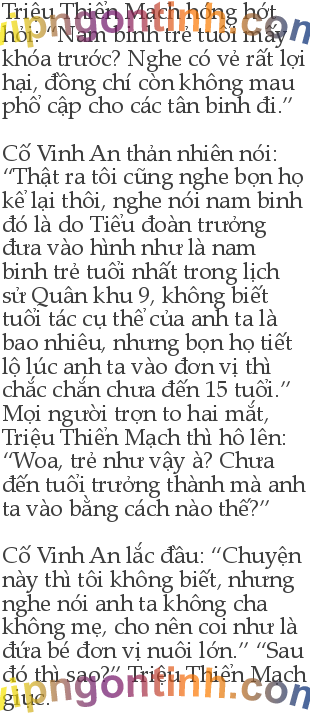 Triệu Thiển Mạch nóng hớt
hỏi: “Nam binh trẻ tuổi mấy
khóa trước? Nghe có vẻ rất lợi
hại, đồng chí còn không mau
phổ cập cho các tân binh đi.”
Cố Vinh An thản nhiên nói:
“Thật ra tôi cũng nghe bọn họ
kể lại thôi, nghe nói nam binh
đó là do Tiểu đoàn trưởng
đưa vào hình như là nam
binh trẻ tuổi nhất trong lịch
sử Quân khu 9, không biết
tuổi tác cụ thể của anh ta là
bao nhiêu, nhưng bọn họ tiết
lộ lúc anh ta vào đơn vị thì
chắc chắn chưa đến 15 tuổi.”
Mọi người trợn to hai mắt,
Triệu Thiển Mạch thì hô lên:
“Woa, trẻ như vậy à? Chưa
đến tuổi trưởng thành mà anh
ta vào bằng cách nào thế?”
Cố Vinh An lắc đầu: “Chuyện
này thì tôi không biết, nhưng
nghe nói anh ta không cha
không mẹ, cho nên coi như là
đứa bé đơn vị nuôi lớn.” “Sau
đó thì sao?” Triệu Thiển Mạch
giục.
vipngontinh.com
vipngontinh.com